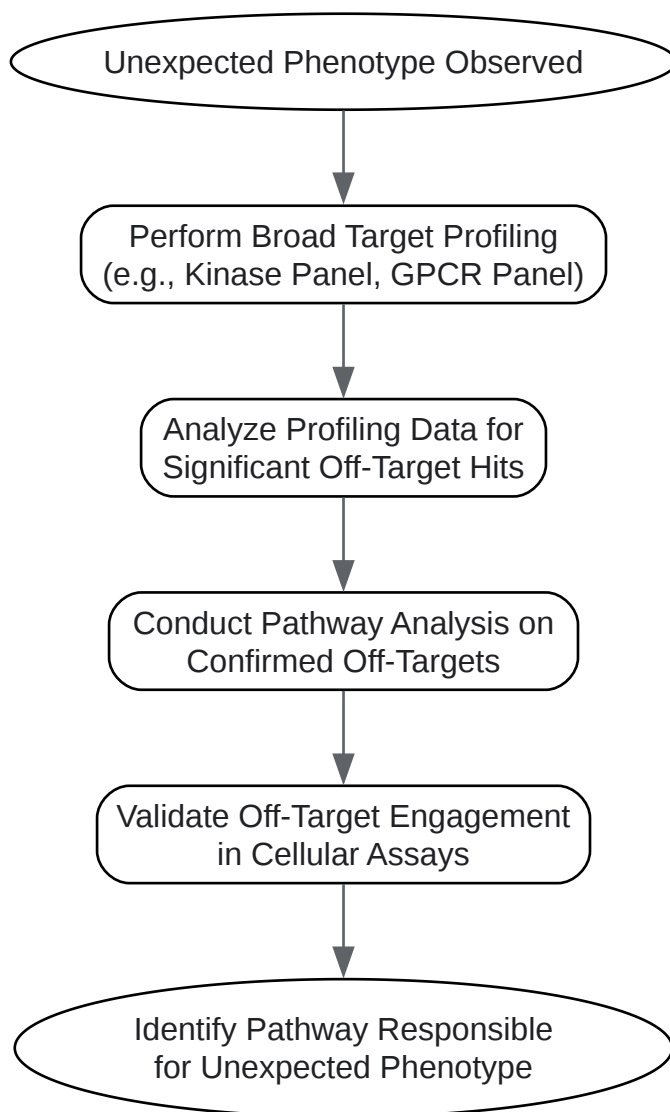 Unexpected Phenotype Observed
Perform Broad Target Profiling
(e.g., Kinase Panel, GPCR Panel)
Analyze Profiling Data for
Significant Off-Target Hits
Conduct Pathway Analysis on
Confirmed Off-Targets
Validate Off-Target Engagement
in Cellular Assays
Identify Pathway Responsible
for Unexpected Phenotype